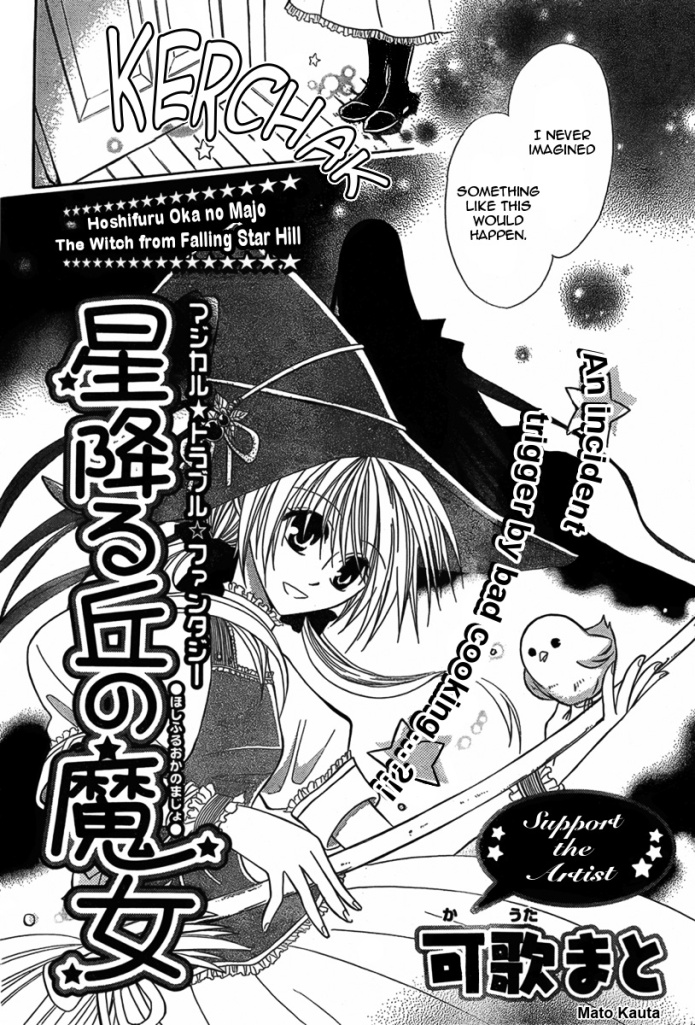 KERCHAK
I NEVER
IMAGINED
SOMETHING
LIKE THIS
WOULD
HAPPEN.
Hoshifuru Oka no Majo
The Witch from Falling Star Hill
マジカル★トラブル☆ファンタジー
星降る丘の魔女
●ほしふるおかのまじょ●
An incident
trigger by bad cooking...?!!
Support
the
Artist
か うた
可歌まと
Mato Kauta